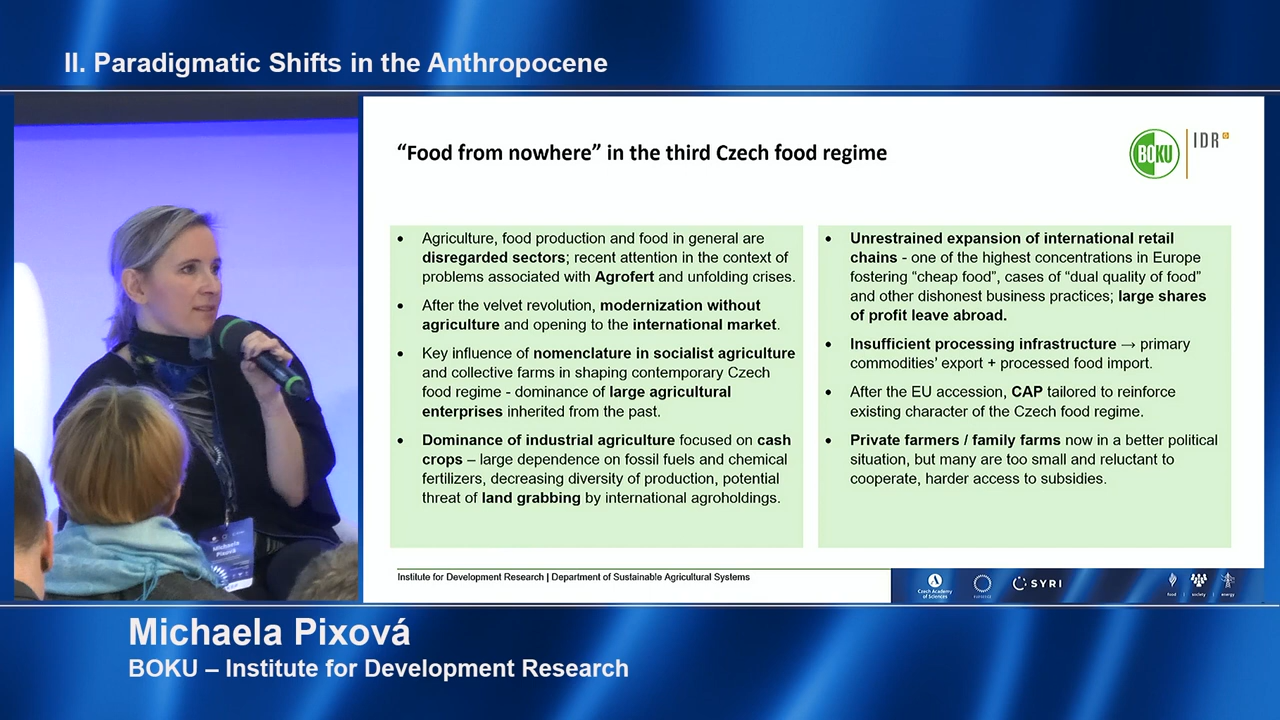 II. Paradigmatic Shifts in the Anthropocene
“Food from nowhere” in the third Czech food regime
BOKU
IDR
• Agriculture, food production and food in general are
disregarded sectors; recent attention in the context of
problems associated with Agrofert and unfolding crises.
• After the velvet revolution, modernization without
agriculture and opening to the international market.
• Key influence of nomenclature in socialist agriculture
and collective farms in shaping contemporary Czech
food regime - dominance of large agricultural
enterprises inherited from the past.
• Dominance of industrial agriculture focused on cash
crops – large dependence on fossil fuels and chemical
fertilizers, decreasing diversity of production, potential
threat of land grabbing by international agroholdings.
• Unrestrained expansion of international retail
chains - one of the highest concentrations in Europe
fostering “cheap food”, cases of “dual quality of food”
and other dishonest business practices; large shares
of profit leave abroad.
• Insufficient processing infrastructure → primary
commodities’ export + processed food import.
• After the EU accession, CAP tailored to reinforce
existing character of the Czech food regime.
• Private farmers / family farms now in a better political
situation, but many are too small and reluctant to
cooperate, harder access to subsidies.
Michaela
Pixová
Institute for Development Research | Department of Sustainable Agricultural Systems
Czech Academy
of Sciences
SYRI
food | society | energy
Michaela Pixová
BOKU – Institute for Development Research